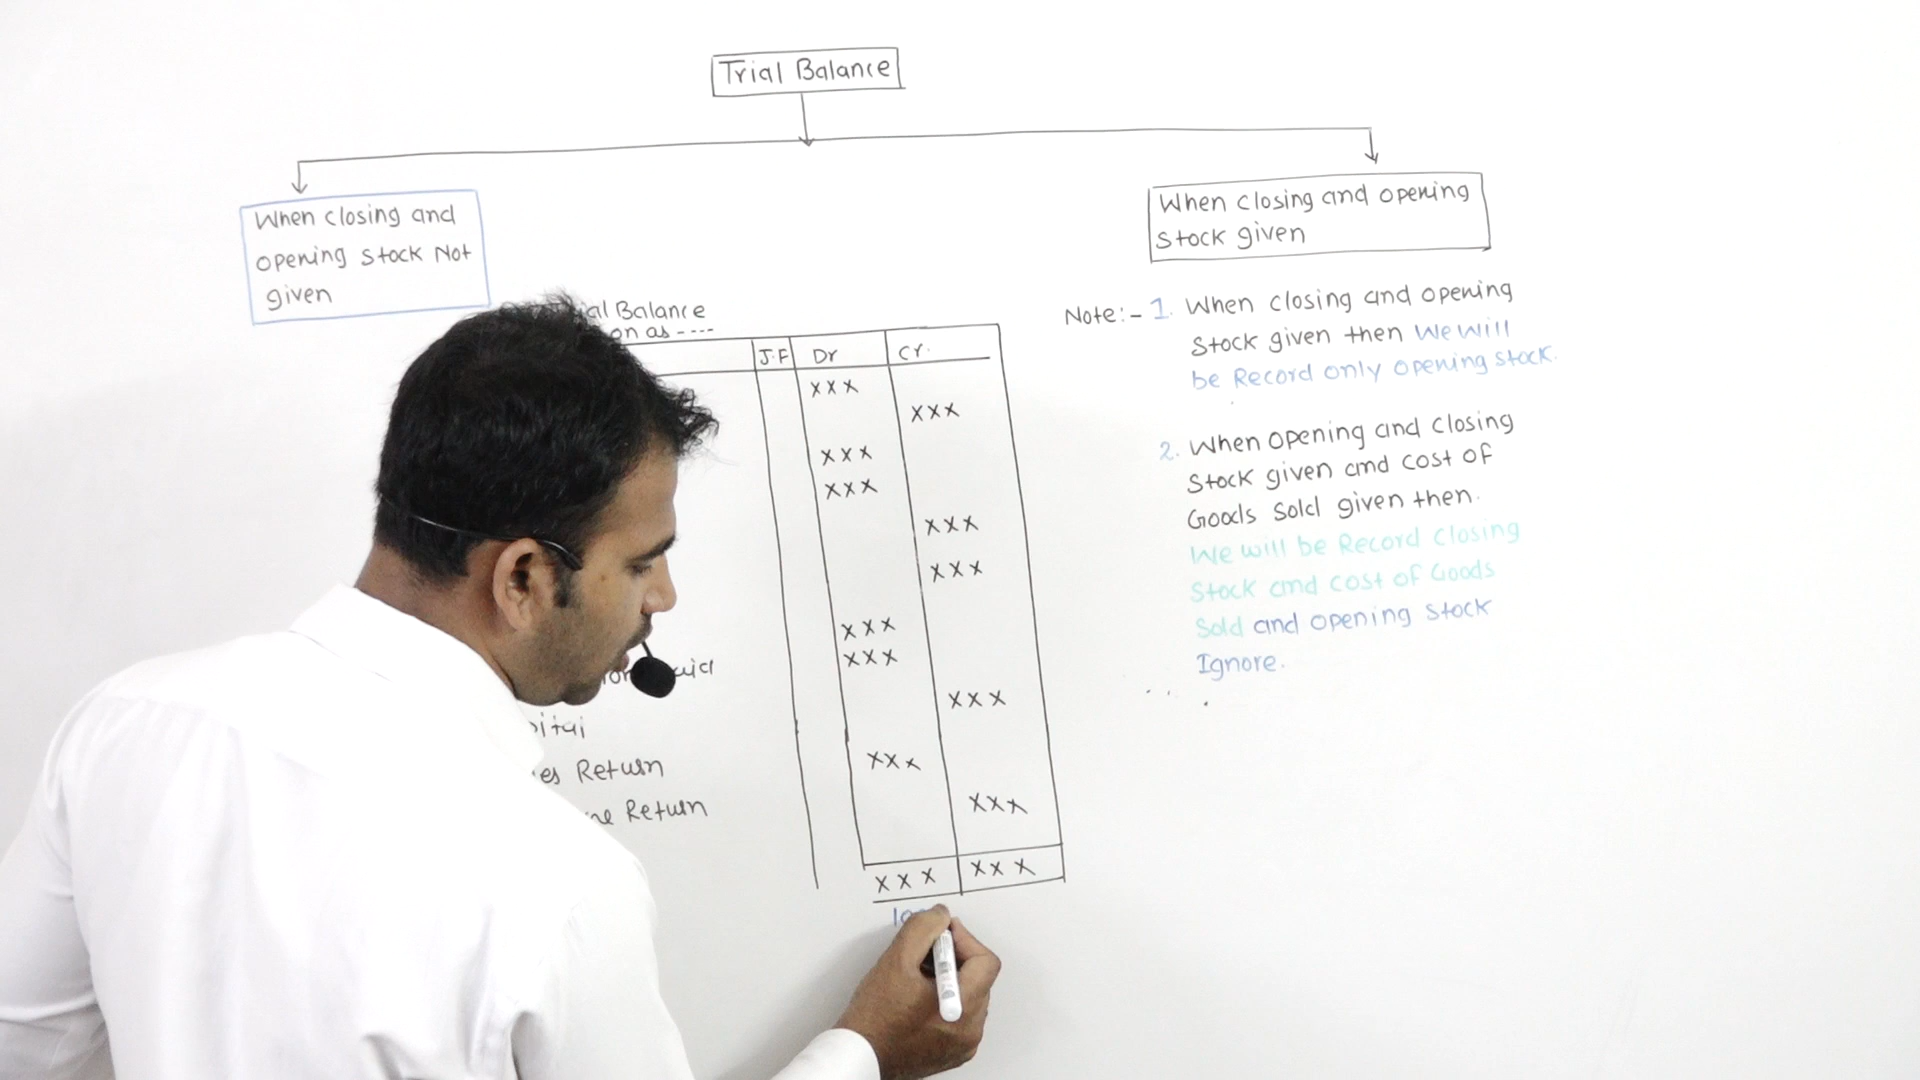 Trial Balance
When closing and
opening stock Not
given
When closing and opening
stock given
Balance
on as ----
J.F Dr Cr.
xxx
xxx
xxx
xxx
xxx
xxx
xxx
xxx
xxx
Return
xxx
Return
xxx
xxx xxx
Note:- 1. When closing and opening
Stock given then We will
be Record only opening stock.
2. When opening and closing
Stock given and cost of
Goods Sold given then.
We will be Record closing
Stock and cost of Goods
Sold and opening stock
Ignore.